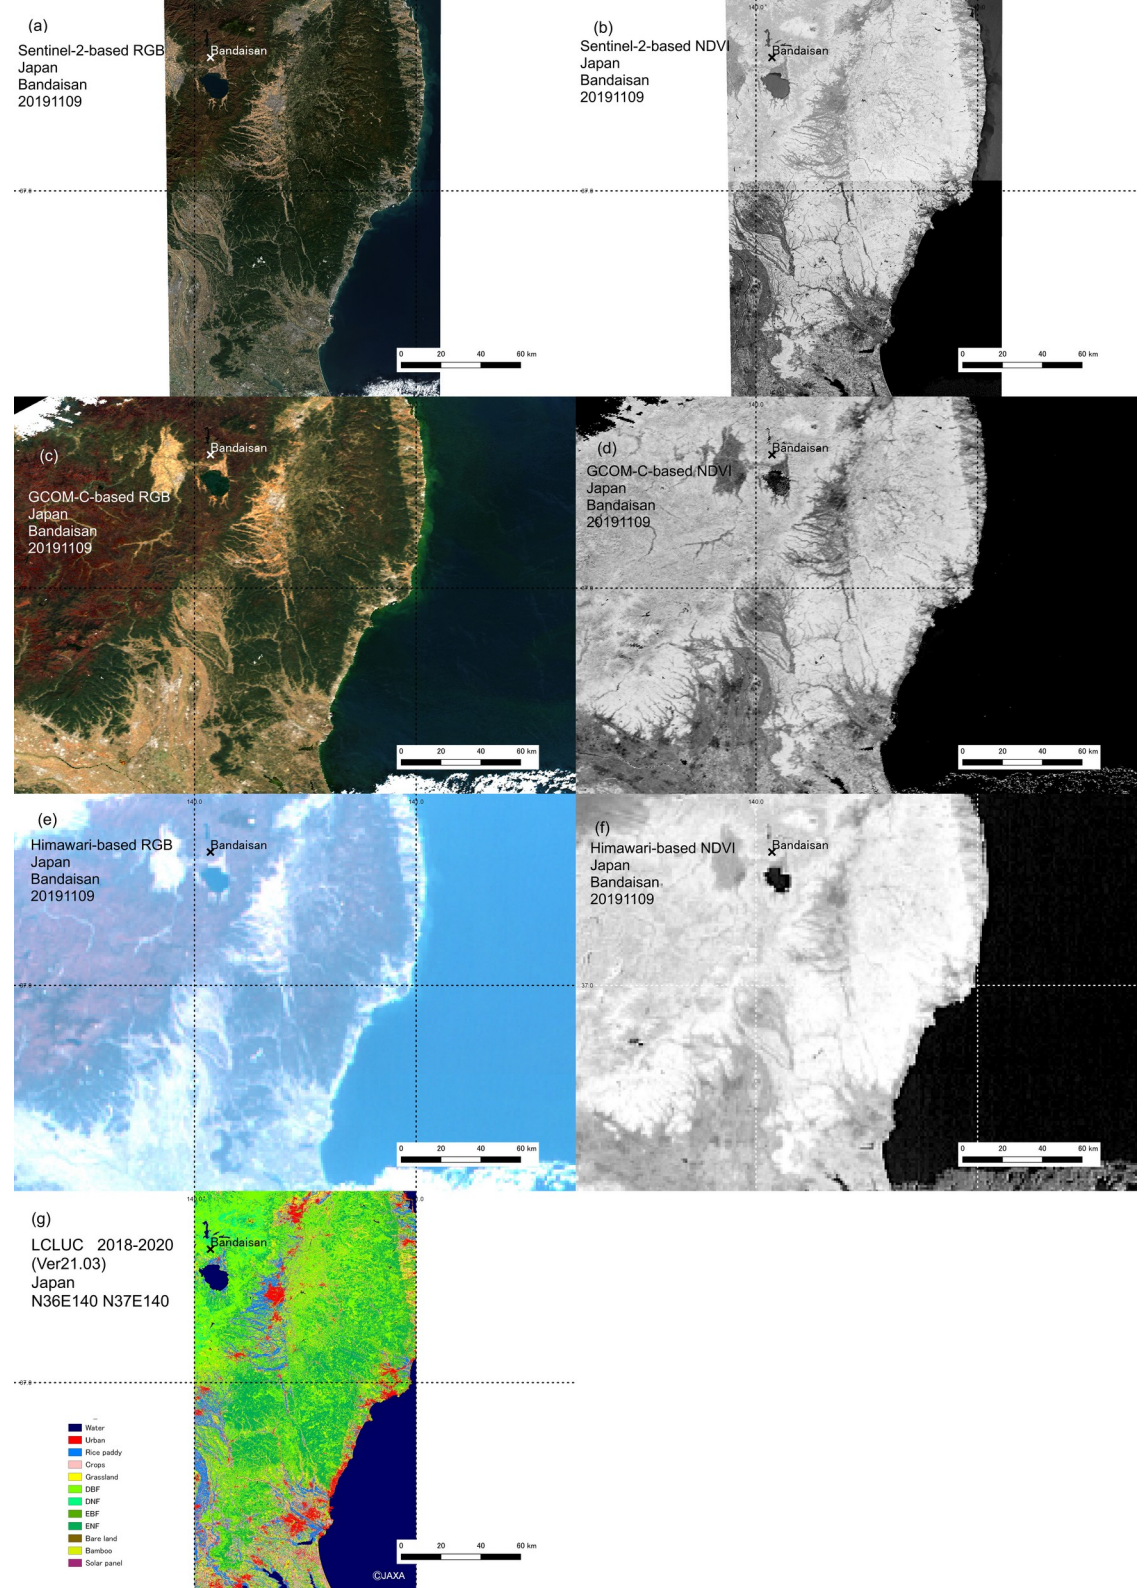 (a)
Sentinel-2-based RGB
Japan
Bandaisan
20191109
Bandaisan
0 20 40 60 km
(b)
Sentinel-2-based NDVI
Japan
Bandaisan
20191109
140.0
Bandaisan
0 20 40 60 km
(c)
GCOM-C-based RGB
Japan
Bandaisan
20191109
Bandaisan
0 20 40 60 km
(d)
GCOM-C-based NDVI
Japan
Bandaisan
20191109
140.0
Bandaisan
0 20 40 60 km
(e)
Himawari-based RGB
Japan
Bandaisan
20191109
140.0
Bandaisan
0 20 40 60 km
(f)
Himawari-based NDVI
Japan
Bandaisan
20191109
140.0
Bandaisan
37.0
0 20 40 60 km
(g)
LCLUC 2018-2020
(Ver21.03)
Japan
N36E140 N37E140
Bandaisan
Water
Urban
Rice paddy
Crops
Grassland
DBF
DNF
EBF
ENF
Bare land
Bamboo
Solar panel
0 20 40 60 km
©JAXA